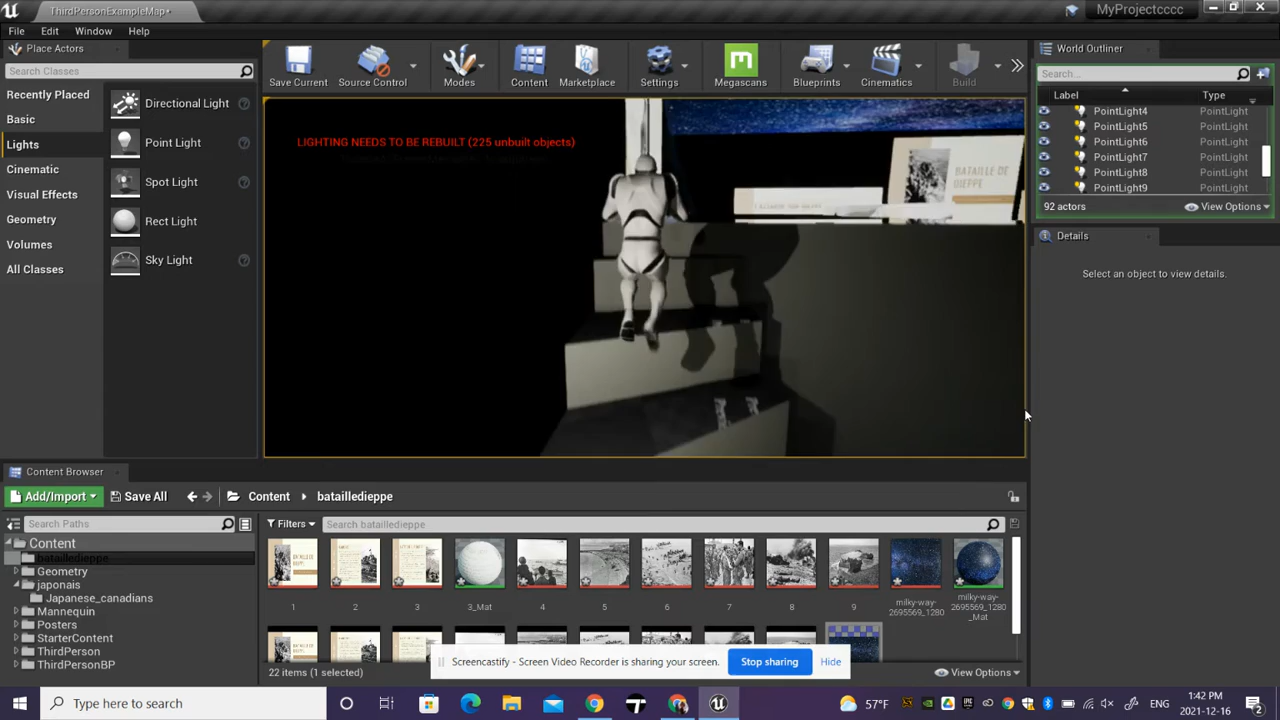 ThirdPersonExampleMap*
MyProjectcccc
File Edit Window Help
Place Actors
Search Classes
Recently Placed
Basic
Lights
Cinematic
Visual Effects
Geometry
Volumes
All Classes
Directional Light
Point Light
Spot Light
Rect Light
Sky Light
Save Current Source Control Modes Content Marketplace Settings Megascans Blueprints Cinematics Build
LIGHTING NEEDS TO BE REBUILT (225 unbuilt objects)
BATAILLE DE
DIEPPE
World Outliner
Search...
Label Type
PointLight4 PointLight
PointLight5 PointLight
PointLight6 PointLight
PointLight7 PointLight
PointLight8 PointLight
PointLight9 PointLight
92 actors View Options
Details
Select an object to view details.
Content Browser
Add/Import Save All Content batailledieppe
Search Paths
Filters Search batailledieppe
Content
batailledieppe
Geometry
japonais
Japanese_canadians
Mannequin
Posters
StarterContent
ThirdPerson
ThirdPersonBP
1 2 3 3_Mat 4 5 6 7 8 9
milky-way-
2695569_1280
milky-way-
2695569_1280
_Mat
22 items (1 selected)
View Options
Screencastify - Screen Video Recorder is sharing your screen. Stop sharing Hide
Type here to search
57°F
ENG
1:42 PM
2021-12-16
2